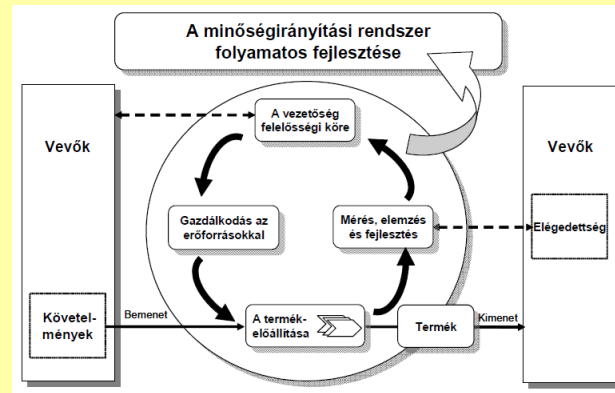 A minőségirányítási rendszer
folyamatos fejlesztése
Vevők
A vezetőség
felelősségi köre
Vevők
Gazdálkodás az
erőforrásokkal
Mérés, elemzés
és fejlesztés
Elégedettség
Követel-
mények
Bemenet
A termék-
előállítása
Termék
Kimenet